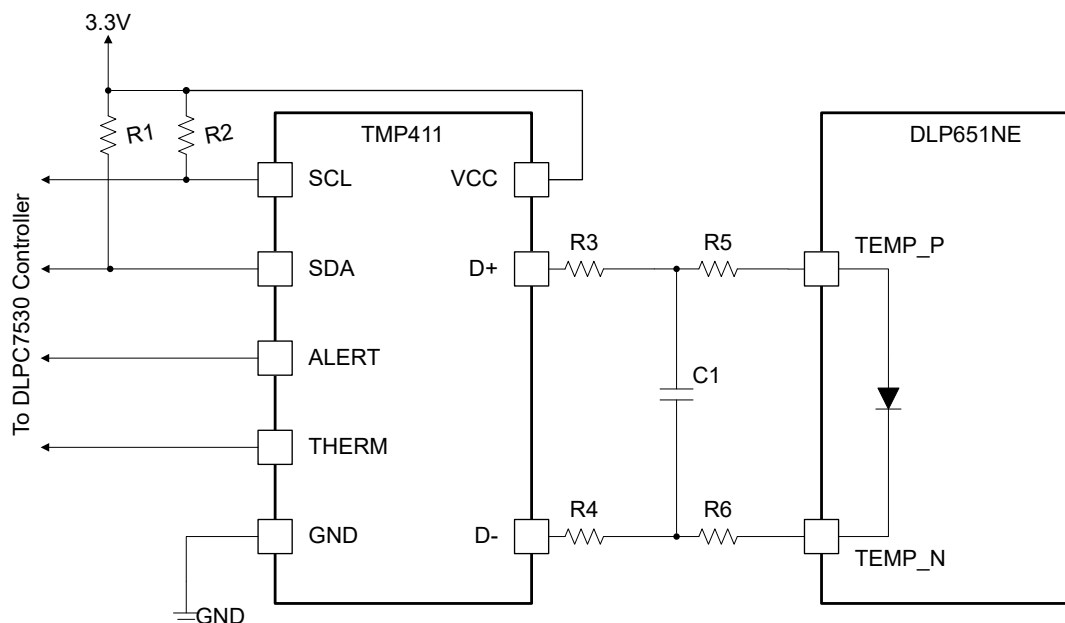 3.3V
R1
R2
TMP411
DLP651NE
SCL
VCC
R3
R5
TEMP_P
SDA
D+
To DLPC7530 Controller
ALERT
C1
THERM
R4
R6
GND
D-
TEMP_N
GND